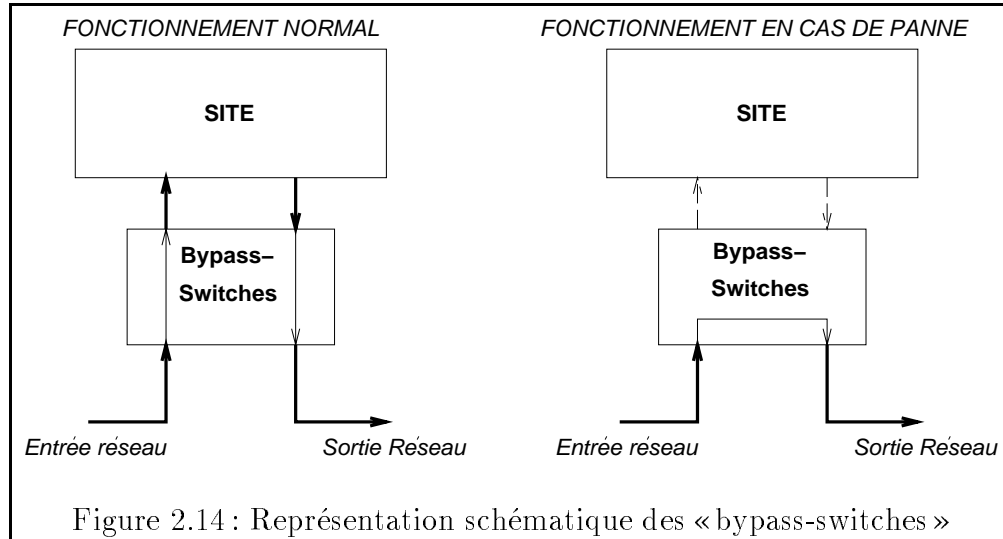 FONCTIONNEMENT NORMAL
SITE
Bypass–
Switches
Entrée réseau
Sortie Réseau
FONCTIONNEMENT EN CAS DE PANNE
SITE
Bypass–
Switches
Entrée réseau
Sortie Réseau
Figure 2.14 : Représentation schématique des « bypass-switches »